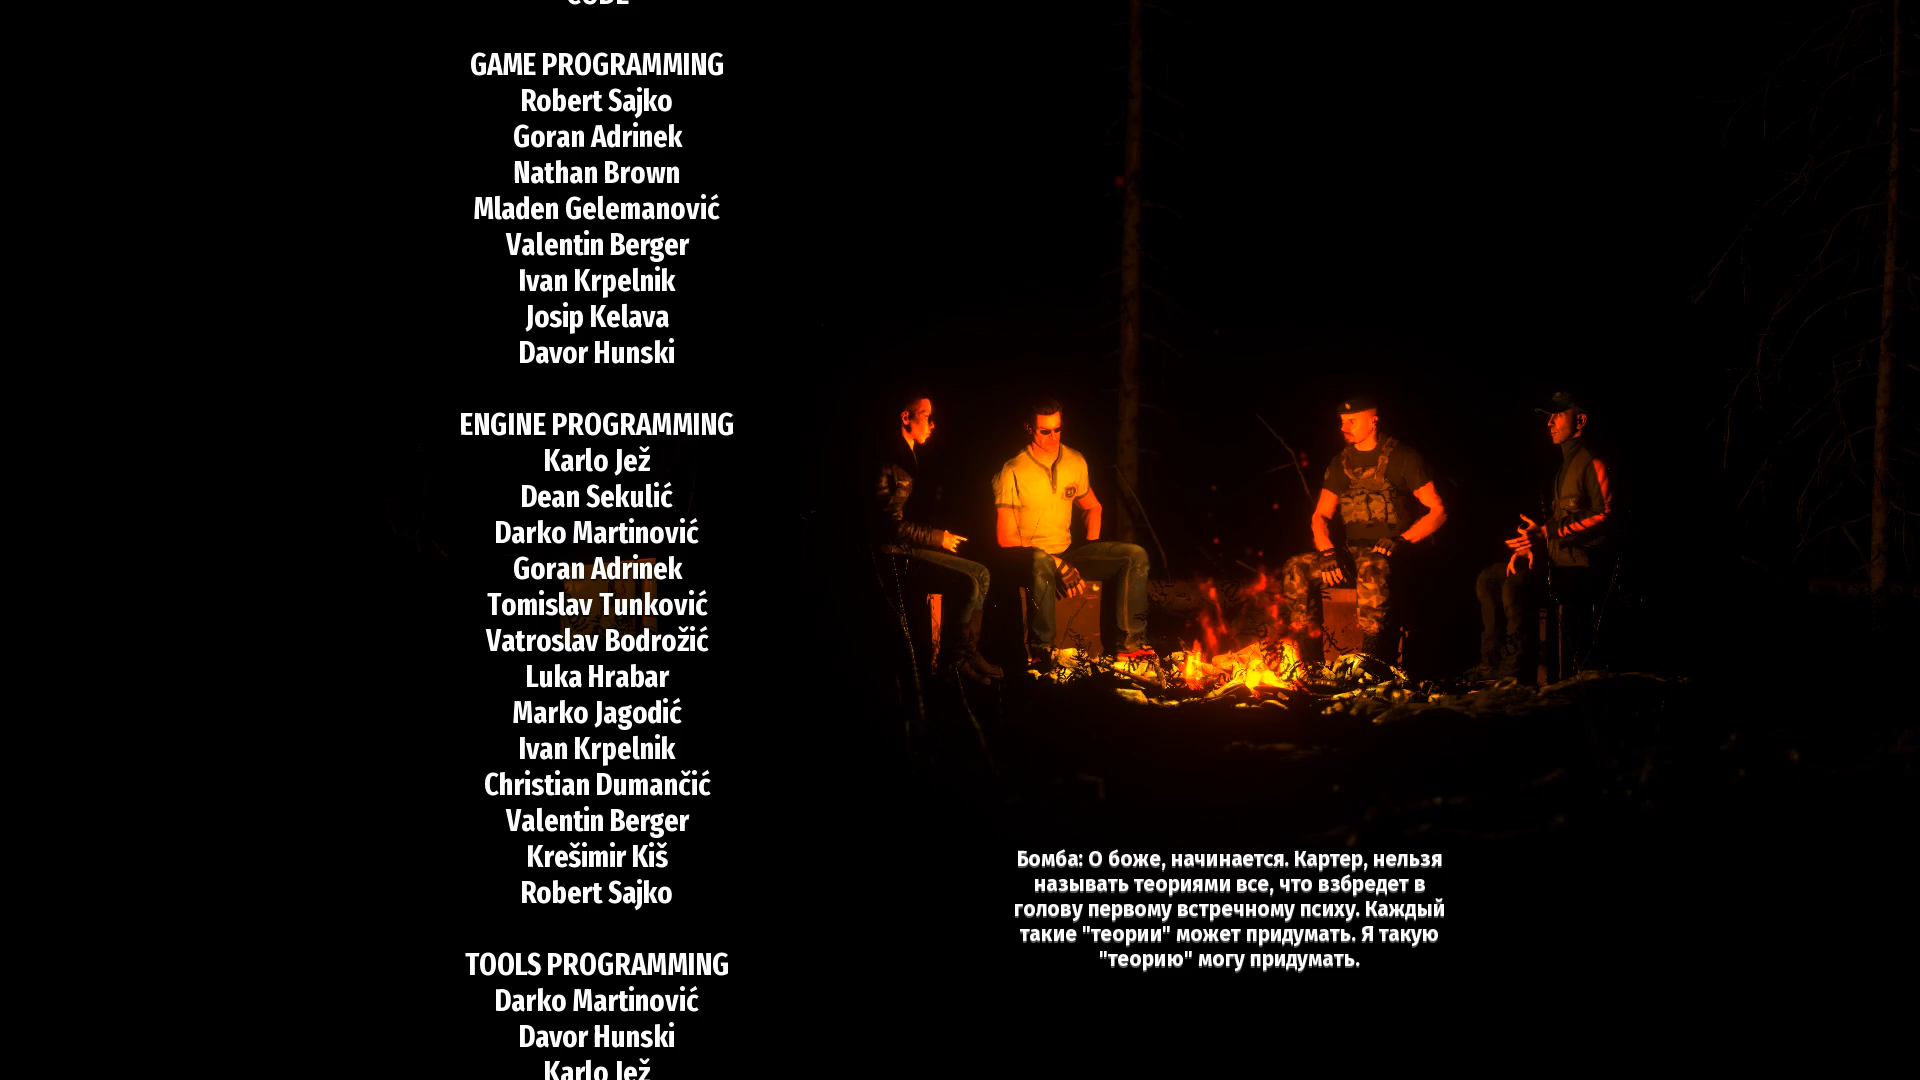 CODE
GAME PROGRAMMING
Robert Sajko
Goran Adrinek
Nathan Brown
Mladen Gelemanović
Valentin Berger
Ivan Krpelnik
Josip Kelava
Davor Hunski
ENGINE PROGRAMMING
Karlo Jež
Dean Sekulić
Darko Martinović
Goran Adrinek
Tomislav Tunković
Vatroslav Bodrožić
Luka Hrabar
Marko Jagodić
Ivan Krpelnik
Christian Dumančić
Valentin Berger
Krešimir Kiš
Robert Sajko
TOOLS PROGRAMMING
Darko Martinović
Davor Hunski
Karlo Jež
Бомба: О боже, начинается. Картер, нельзя
называть теориями все, что взбредет в
голову первому встречному психу. Каждый
такие "теории" может придумать. Я такую
"теорию" могу придумать.